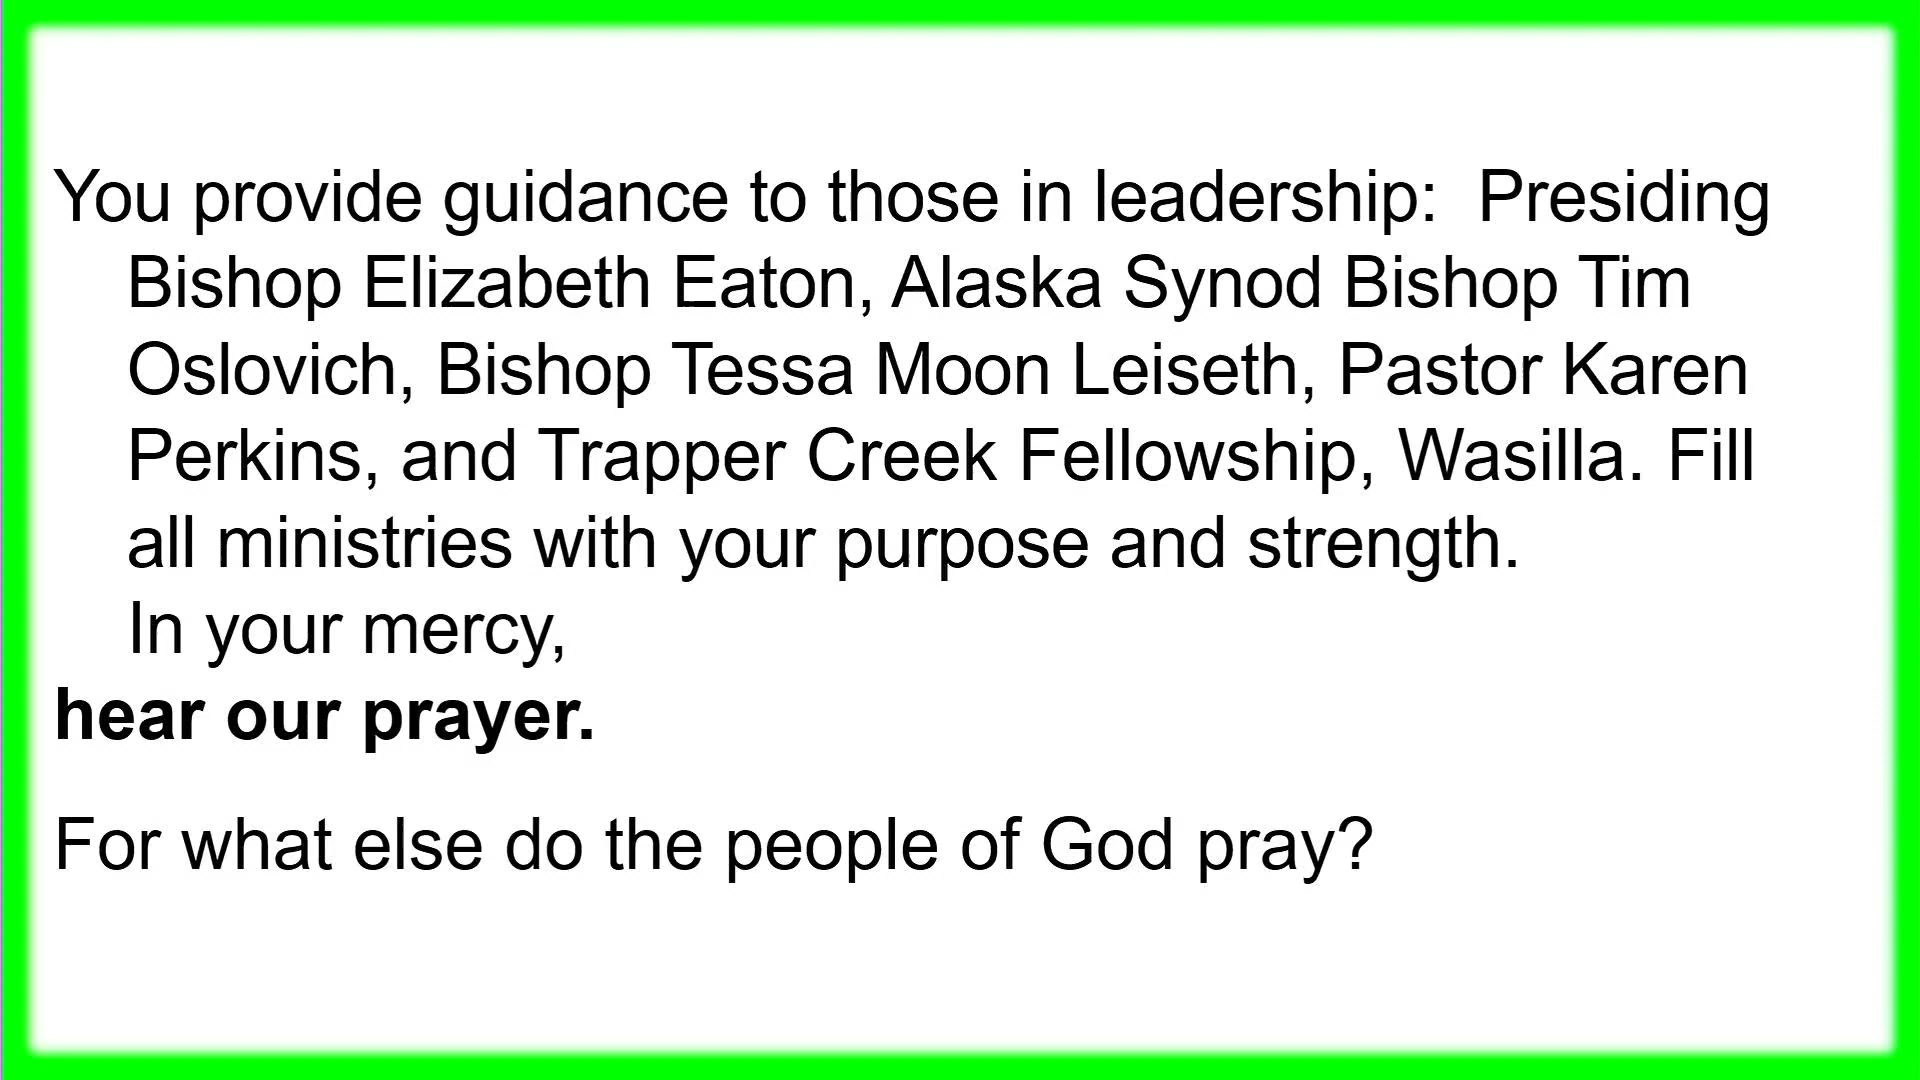 You provide guidance to those in leadership:  Presiding
Bishop Elizabeth Eaton, Alaska Synod Bishop Tim
Oslovich, Bishop Tessa Moon Leiseth, Pastor Karen
Perkins, and Trapper Creek Fellowship, Wasilla. Fill
all ministries with your purpose and strength.
In your mercy,
hear our prayer.
For what else do the people of God pray?